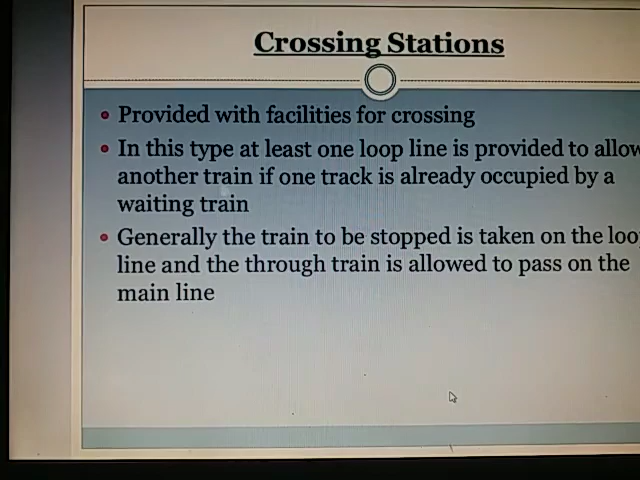 Crossing Stations
Provided with facilities for crossing
In this type at least one loop line is provided to allow
another train if one track is already occupied by a
waiting train
Generally the train to be stopped is taken on the loo
line and the through train is allowed to pass on the
main line